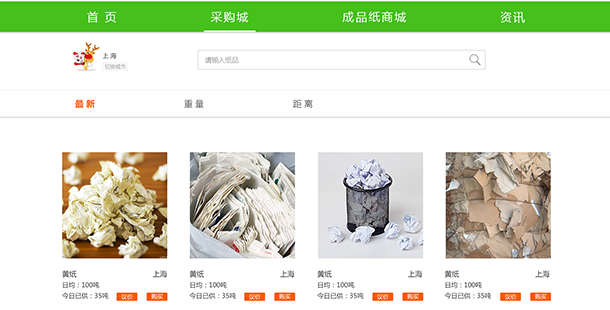 首 页 采购城 成品纸商城 资讯
上 海
切换城市
请输入纸品
最 新 重 量 距 离
黄纸 上海 黄纸 上海 黄纸 上海 黄纸 上海
日均：100吨 日均：100吨 日均：100吨 日均：100吨
今日已供：35吨 议价 购买 今日已供：35吨 议价 购买 今日已供：35吨 议价 购买 今日已供：35吨 议价 购买